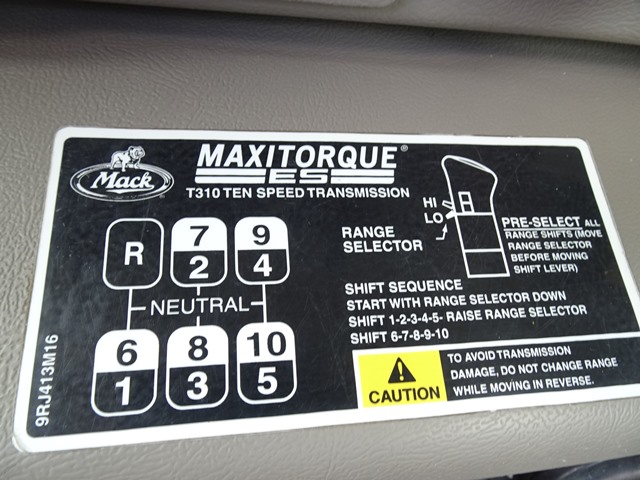 Mack
MAXITORQUE®
ES
T310 TEN SPEED TRANSMISSION
R
7
2
9
4
NEUTRAL
6
1
8
3
10
5
RANGE
SELECTOR
HI
LO
PRE-SELECT ALL
RANGE SHIFTS (MOVE
RANGE SELECTOR
BEFORE MOVING
SHIFT LEVER)
SHIFT SEQUENCE
START WITH RANGE SELECTOR DOWN
SHIFT 1-2-3-4-5- RAISE RANGE SELECTOR
SHIFT 6-7-8-9-10
CAUTION
TO AVOID TRANSMISSION
DAMAGE, DO NOT CHANGE RANGE
WHILE MOVING IN REVERSE.
9RJ413M16